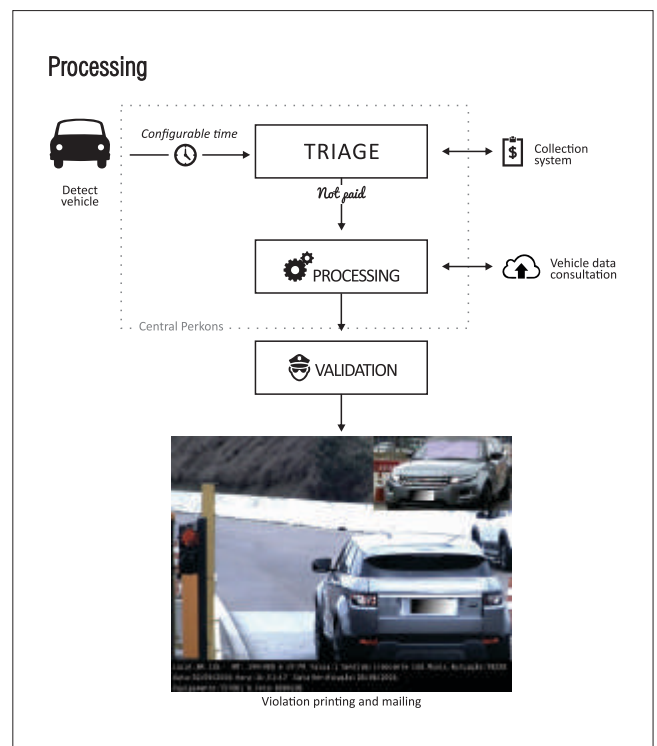 Processing
Configurable time
TRIAGE
Detect
vehicle
$
Collection
system
Not paid
PROCESSING
Vehicle data
consultation
Central Perkons
VALIDATION
Violation printing and mailing